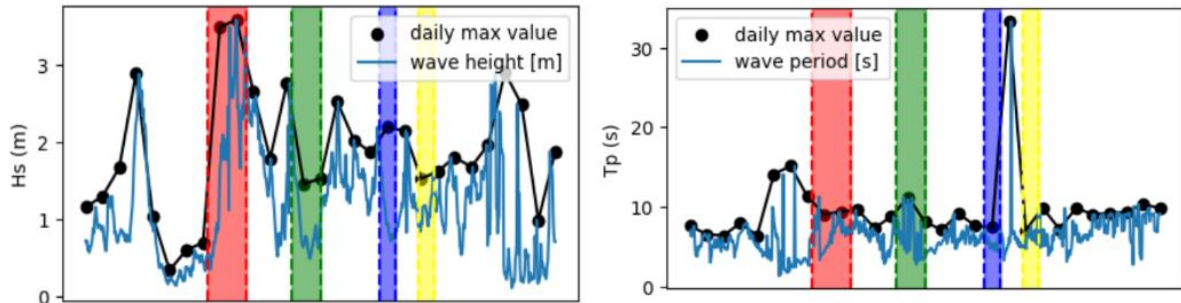 Hs (m)
3
2
1
0
daily max value
wave height [m]
Tp (s)
30
20
10
0
daily max value
wave period [s]